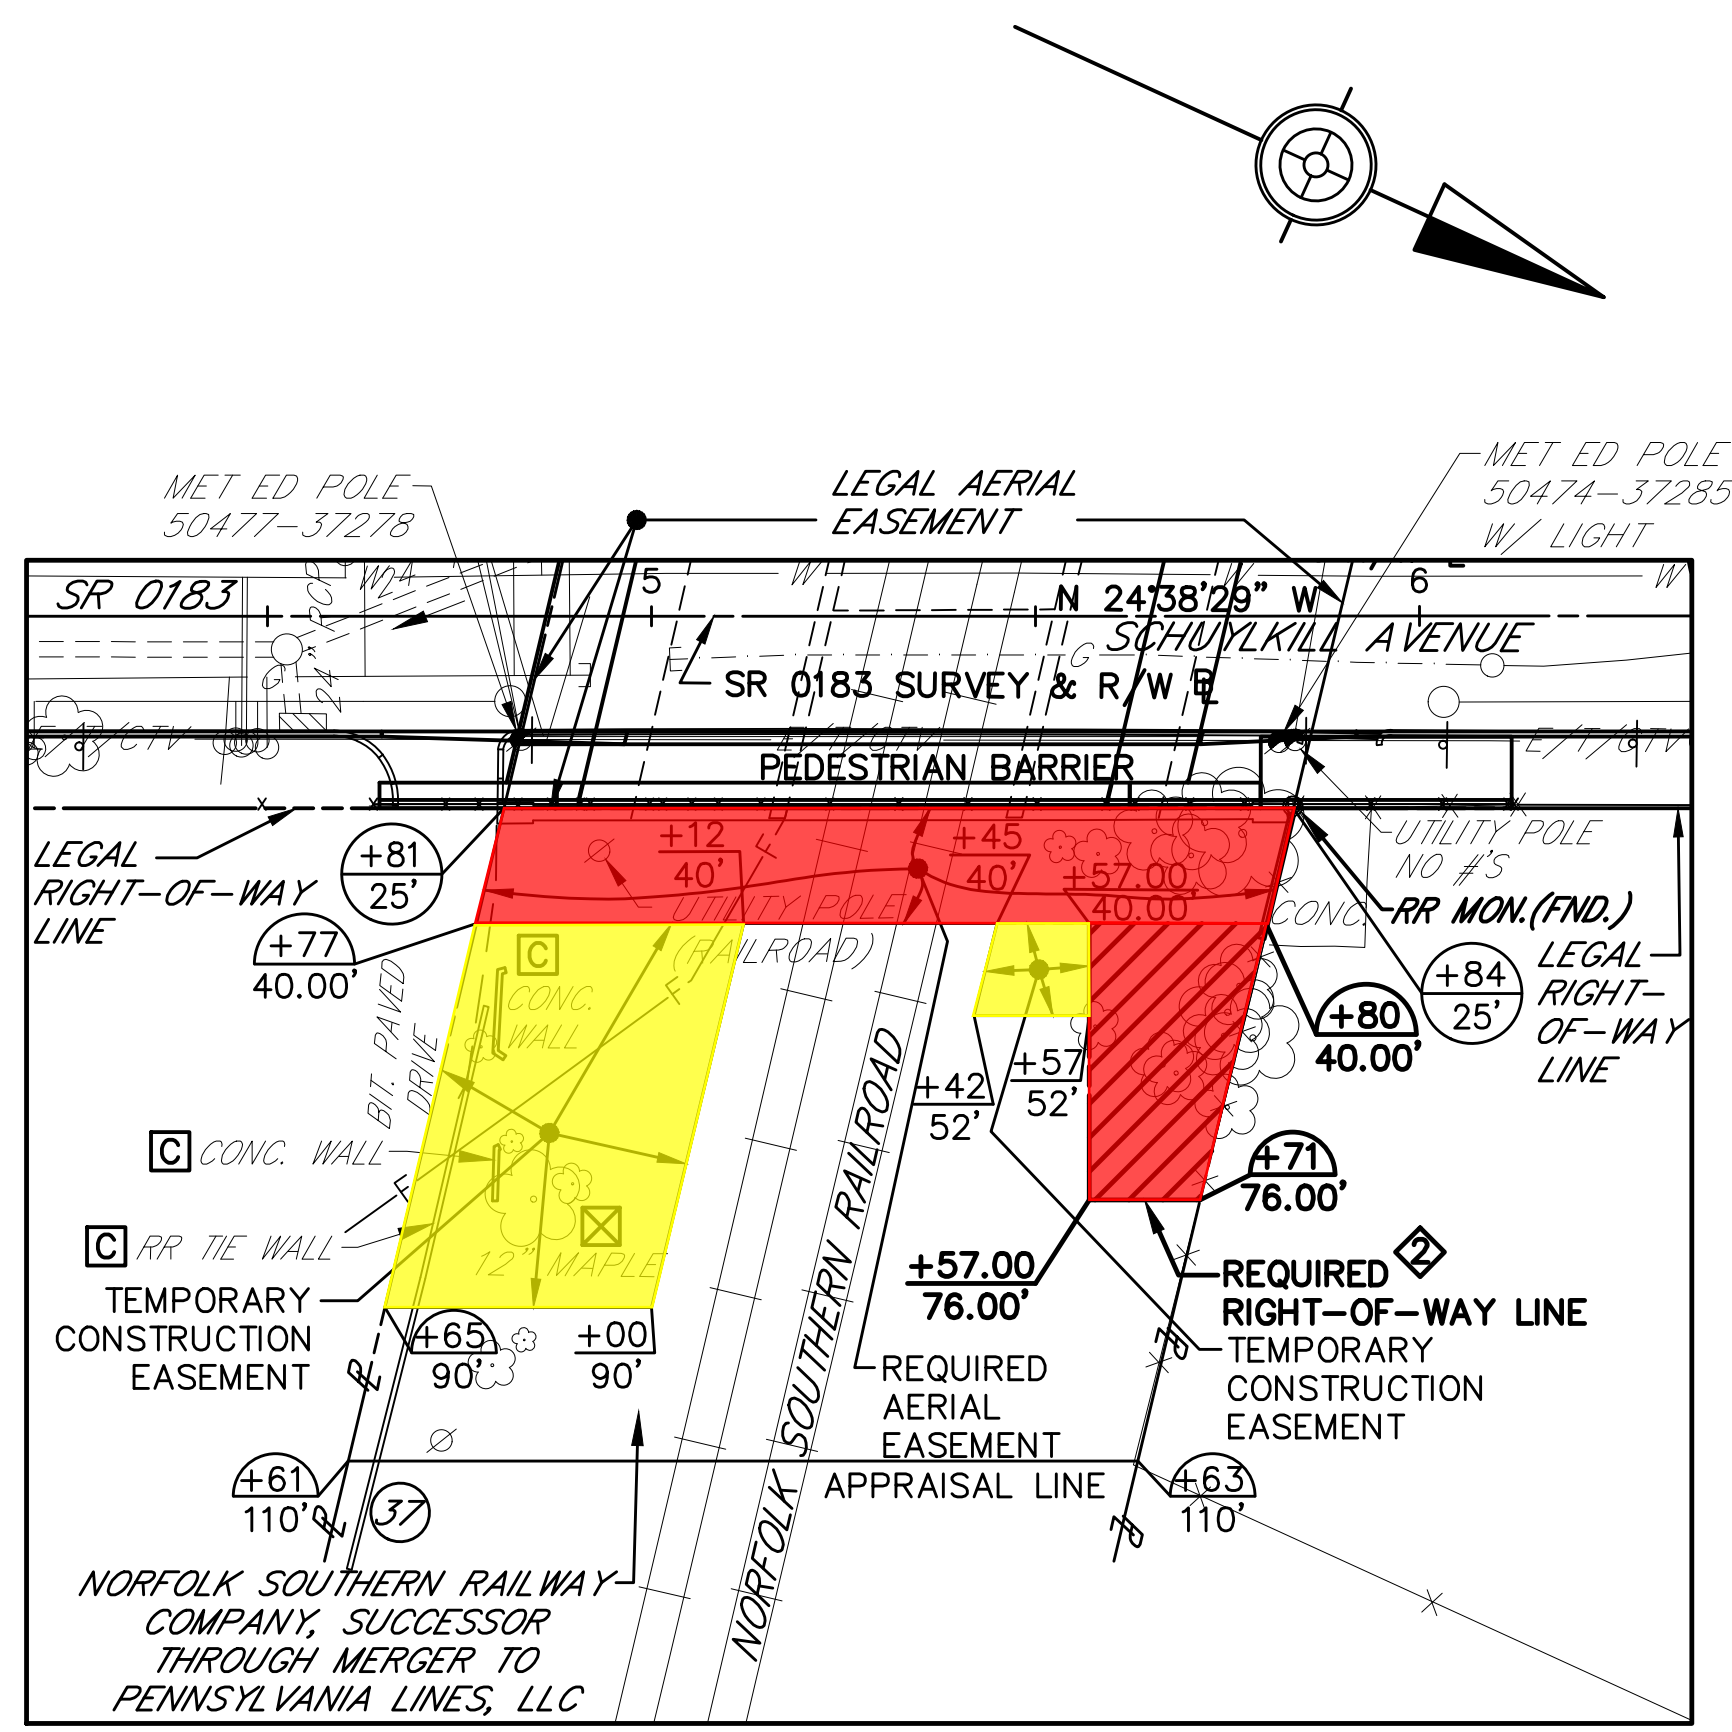 MET ED POLE
50477-37278
LEGAL AERIAL
EASEMENT
MET ED POLE
50474-37285
W/ LIGHT
SR 0183
RCP
24"
W
5
W
W
6
W
N 24°38'29" W
SCHUYLKILL AVENUE
G
G
SR 0183 SURVEY & R/W
E/T/CTV
E/T/CTV
E/T/CTV
PEDESTRIAN BARRIER
LEGAL
RIGHT-OF-WAY
LINE
+81
25'
+77
40.00'
+12
40'
+45
40'
+57.00
40.00'
UTILITY POLE
(RAILROAD)
UTILITY POLE
NO #'S
CONC.
RR MON.(FND.)
LEGAL
RIGHT-
OF-WAY
LINE
+84
25'
+80
40.00'
C
CONC.
WALL
BIT. PAVED
DRIVE
+42
52'
+57
52'
C CONC. WALL
C RR TIE WALL
12" MAPLE
TEMPORARY
CONSTRUCTION
EASEMENT
+65
90'
+00
90'
+71
76.00'
+57.00
76.00'
REQUIRED 2
RIGHT-OF-WAY LINE
TEMPORARY
CONSTRUCTION
EASEMENT
REQUIRED
AERIAL
EASEMENT
APPRAISAL LINE
+61
110'
37
+63
110'
NORFOLK SOUTHERN RAILROAD
NORFOLK SOUTHERN RAILWAY
COMPANY, SUCCESSOR
THROUGH MERGER TO
PENNSYLVANIA LINES, LLC